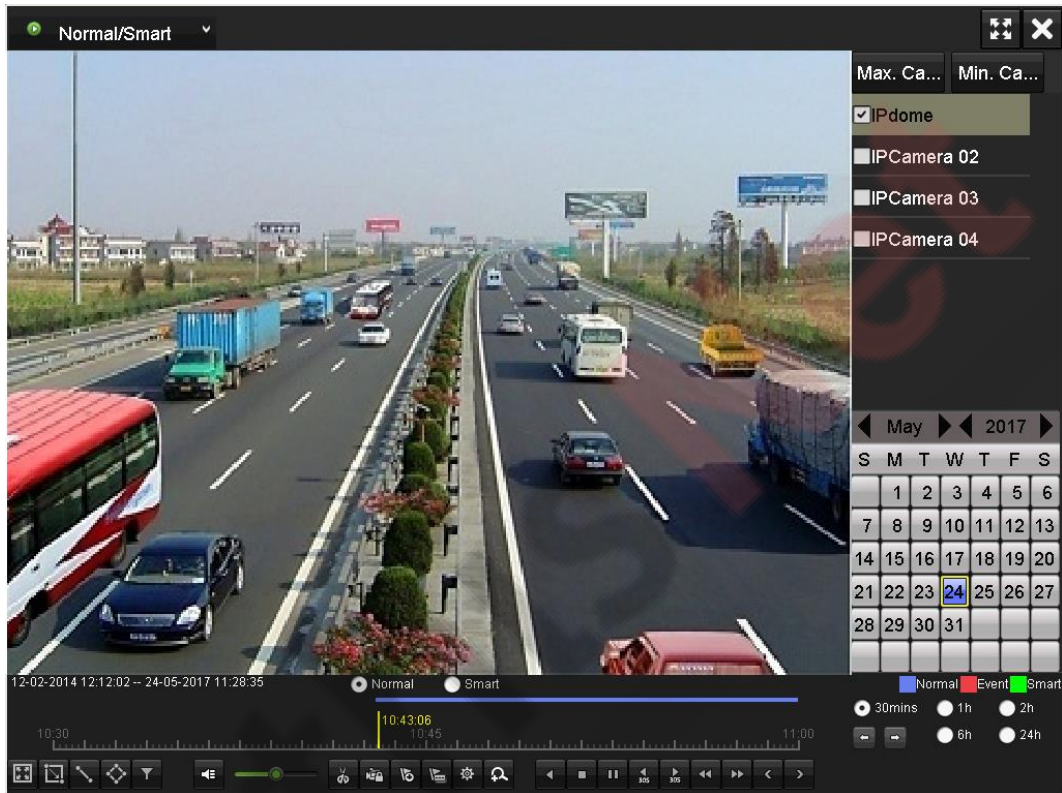 Normal/Smart
Max. Ca... Min. Ca...
IPdome
IPCamera 02
IPCamera 03
IPCamera 04
May 2017
S M T W T F S
1 2 3 4 5 6
7 8 9 10 11 12 13
14 15 16 17 18 19 20
21 22 23 24 25 26 27
28 29 30 31
12-02-2014 12:12:02 -- 24-05-2017 11:28:35
Normal Smart
Normal Event Smart
10:43:06
10:30 10:45 11:00
30mins 1h 2h
6h 24h
30S 30S